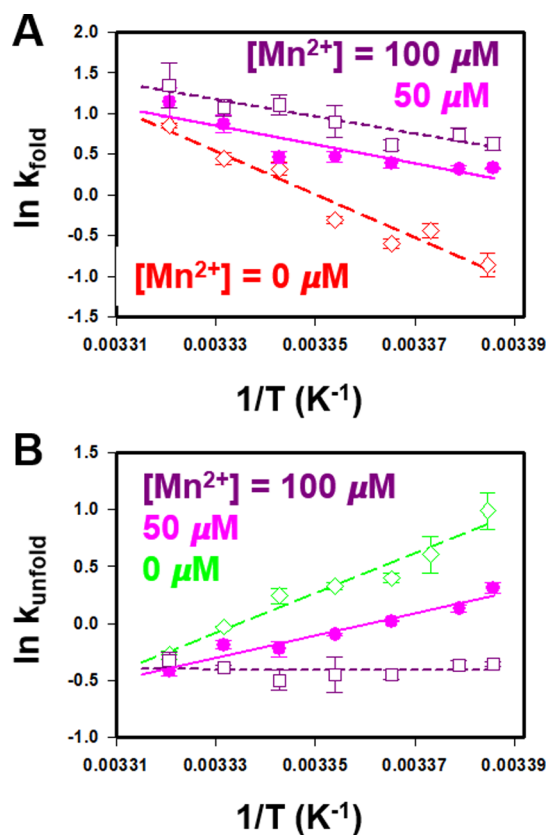 A
[Mn²⁺] = 100 μM
50 μM
[Mn²⁺] = 0 μM
ln k_fold
2.0
1.5
1.0
0.5
0.0
-0.5
-1.0
-1.5
0.00331 0.00333 0.00335 0.00337 0.00339
1/T (K⁻¹)
B
[Mn²⁺] = 100 μM
50 μM
0 μM
ln k_unfold
1.5
1.0
0.5
0.0
-0.5
-1.0
0.00331 0.00333 0.00335 0.00337 0.00339
1/T (K⁻¹)